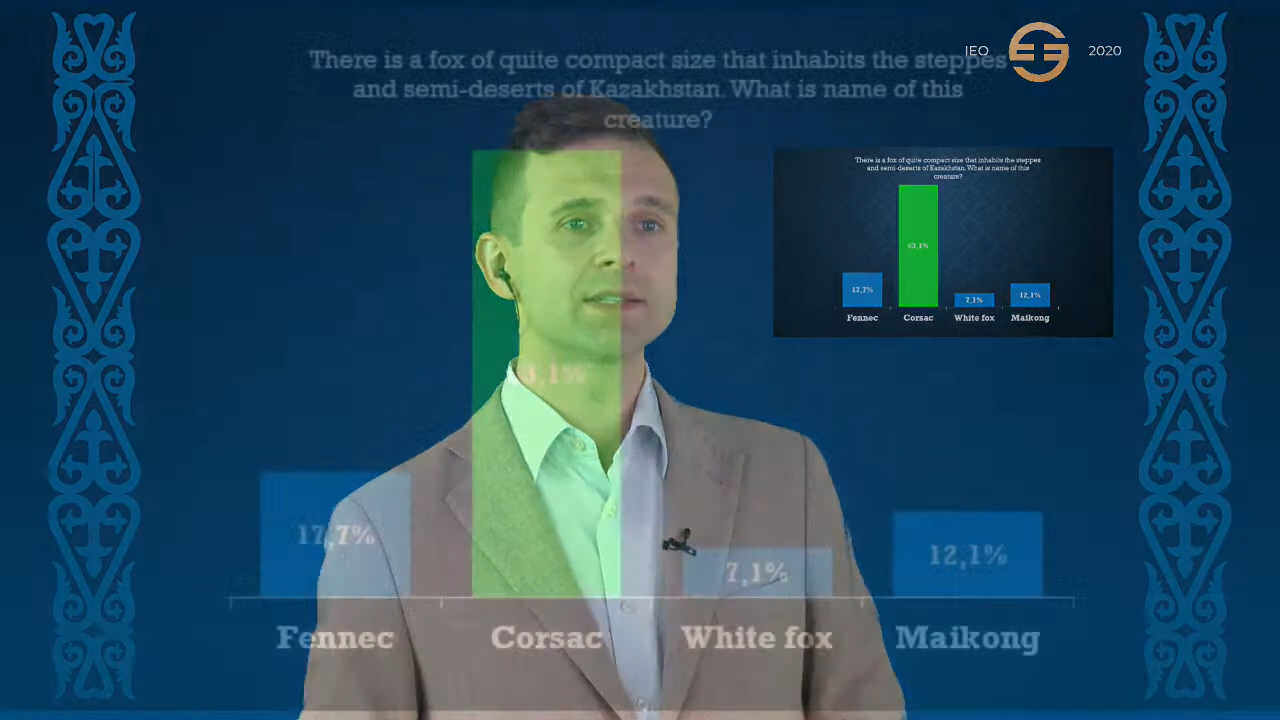 There is a fox of quite compact size that inhabits the steppes
and semi-deserts of Kazakhstan. What is name of this
creature?
IEO
2020
There is a fox of quite compact size that inhabits the steppes
and semi-deserts of Kazakhstan. What is name of this
creature?
63,1%
17,7%
7,1%
12,1%
Fennec
Corsac
White fox
Maikong
3,1%
17,7%
7,1%
12,1%
Fennec
Corsac
White fox
Maikong